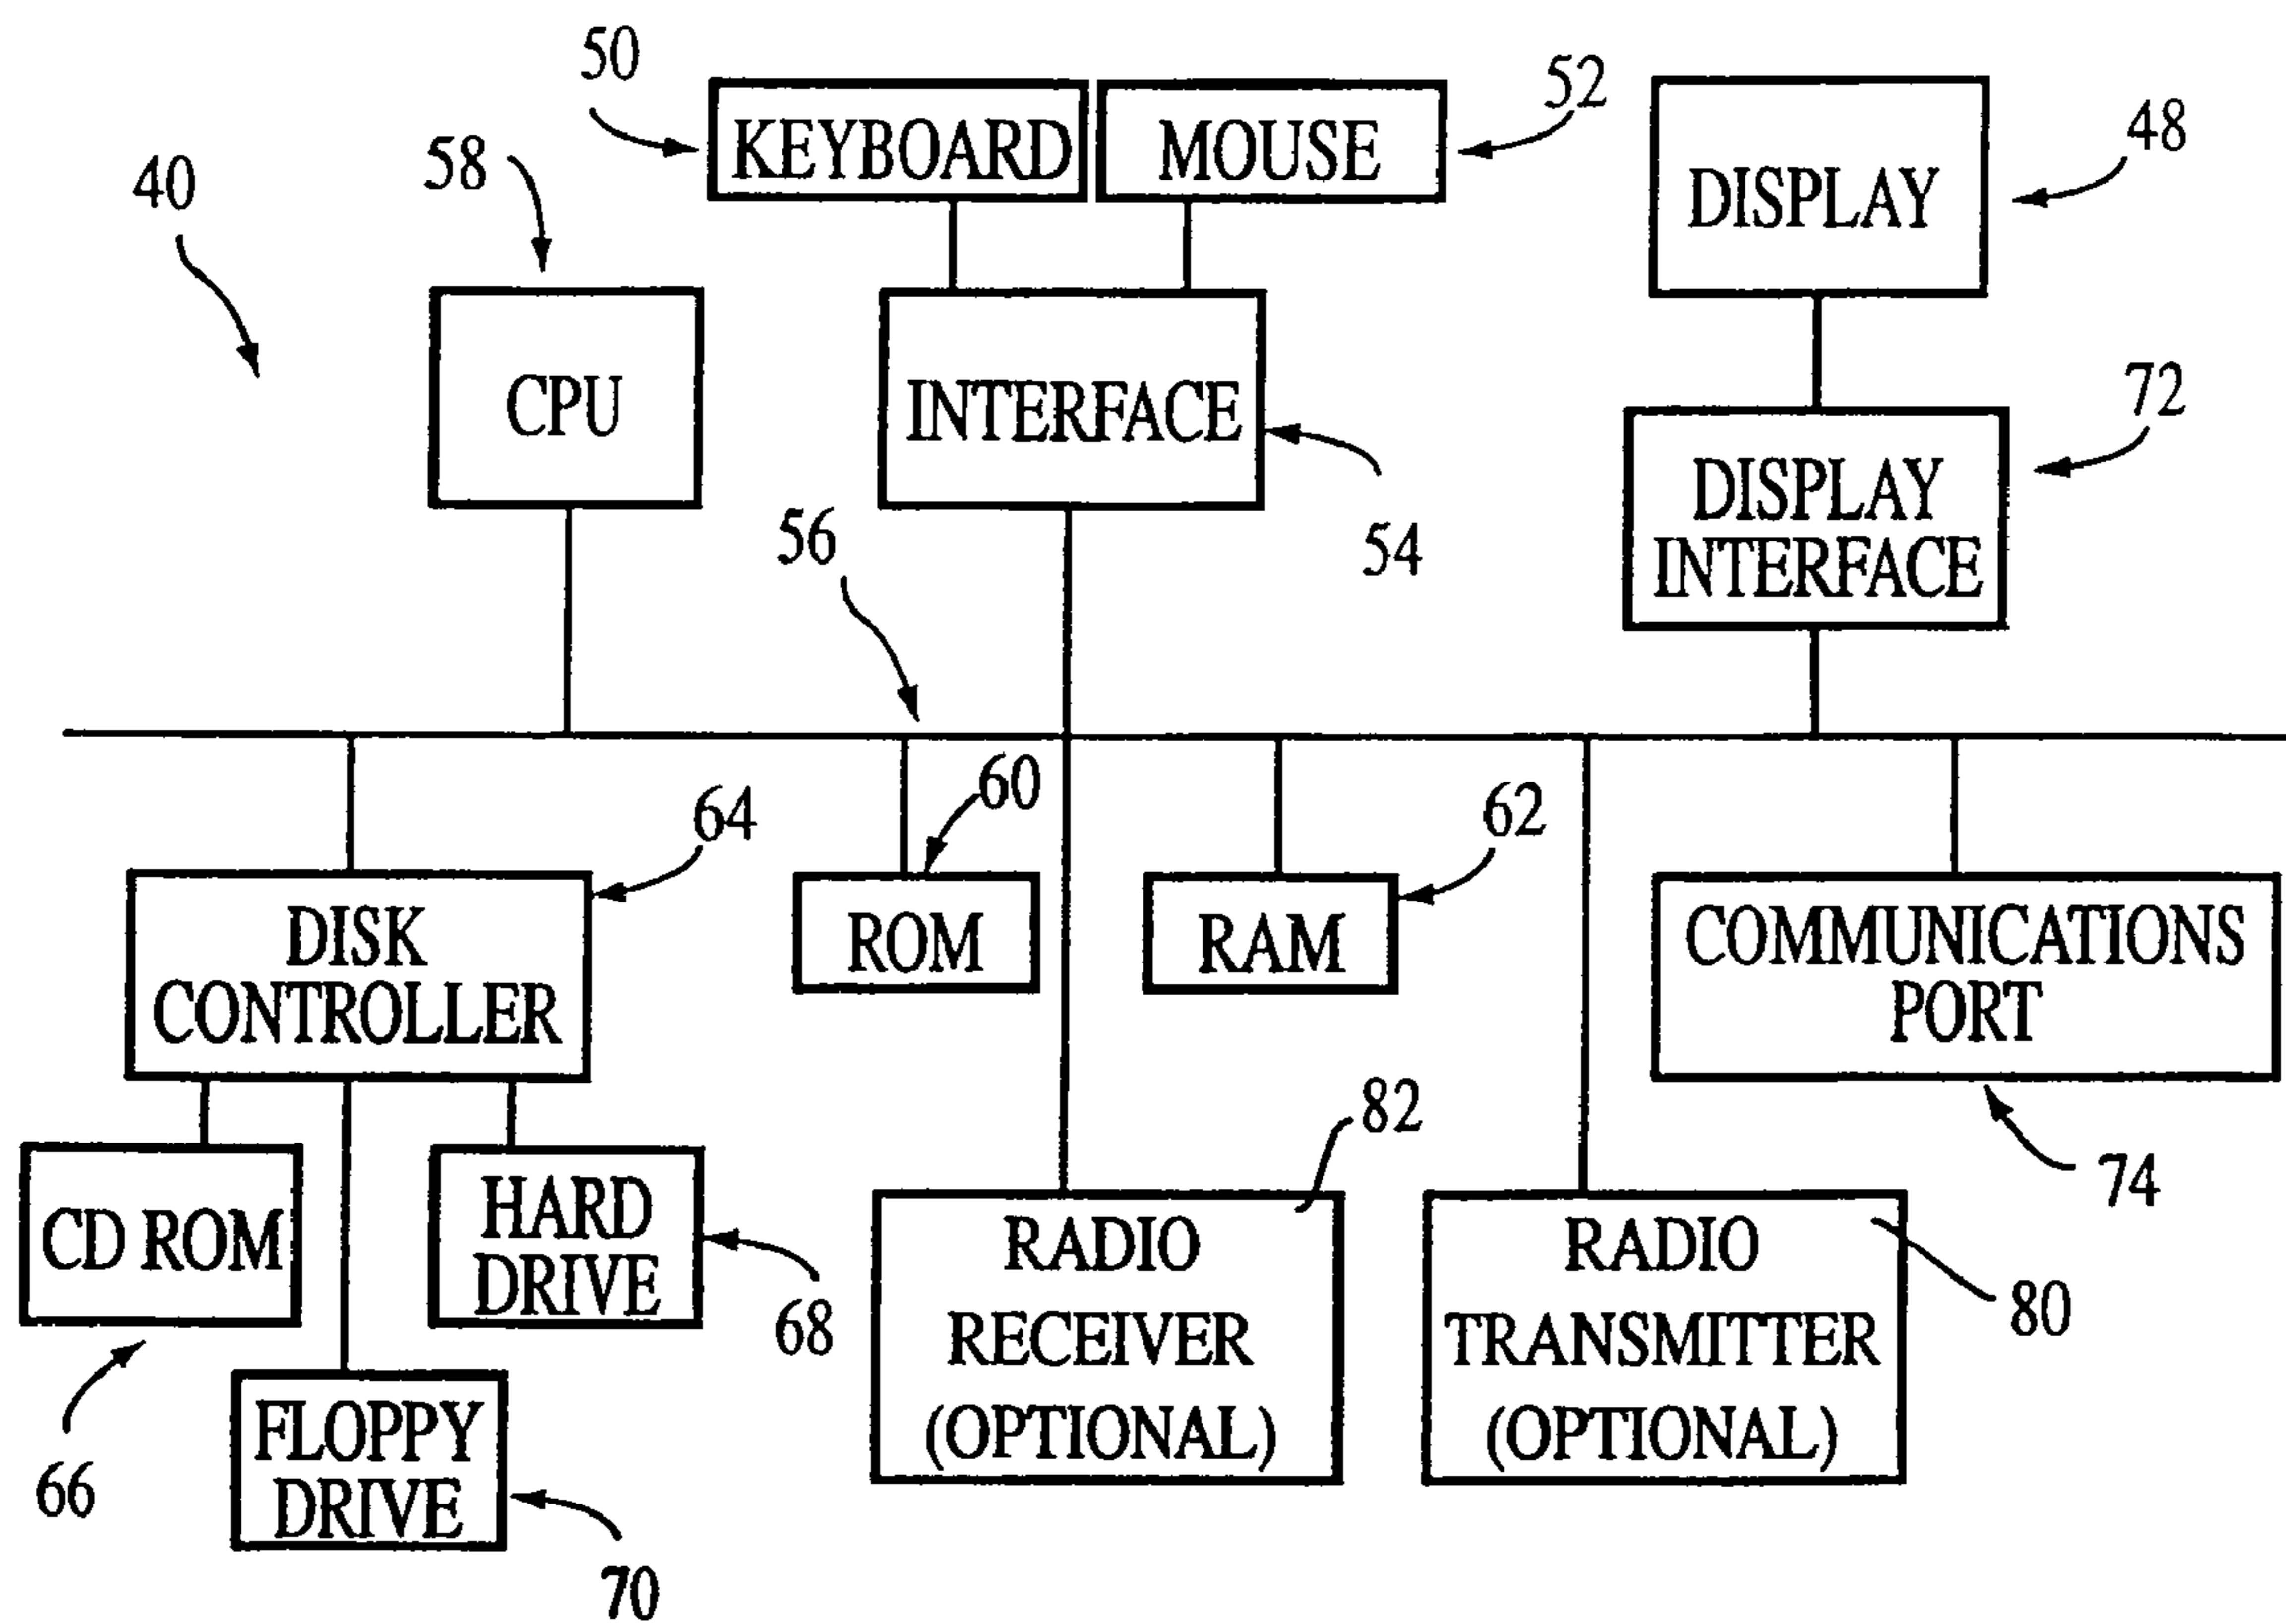 50
KEYBOARD
MOUSE
52
48
DISPLAY
58
40
CPU
INTERFACE
54
72
DISPLAY
INTERFACE
56
64
60
62
DISK
CONTROLLER
ROM
RAM
COMMUNICATIONS
PORT
74
CD ROM
66
HARD
DRIVE
68
FLOPPY
DRIVE
70
82
RADIO
RECEIVER
(OPTIONAL)
RADIO
TRANSMITTER
(OPTIONAL)
80